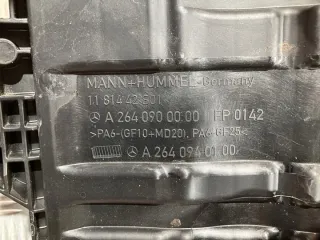 MANN+HUMMEL-Germany
11 814 42 501
A 264 090 00 00 FP 0142
>PA6-(GF10+MD20), PA6-GF25<
A 264 094 01 00